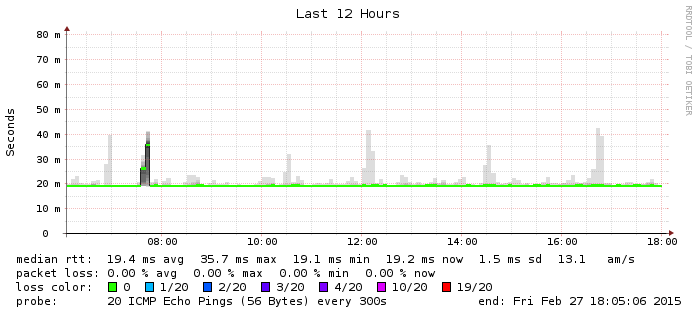 Last 12 Hours
RRDTOOL / TOBI OETIKER
Seconds
80 m
70 m
60 m
50 m
40 m
30 m
20 m
10 m
0
08:00 10:00 12:00 14:00 16:00 18:00
median rtt: 19.4 ms avg 35.7 ms max 19.1 ms min 19.2 ms now 1.5 ms sd 13.1 am/s
packet loss: 0.00 % avg 0.00 % max 0.00 % min 0.00 % now
loss color: 0 1/20 2/20 3/20 4/20 10/20 19/20
probe: 20 ICMP Echo Pings (56 Bytes) every 300s end: Fri Feb 27 18:05:06 2015